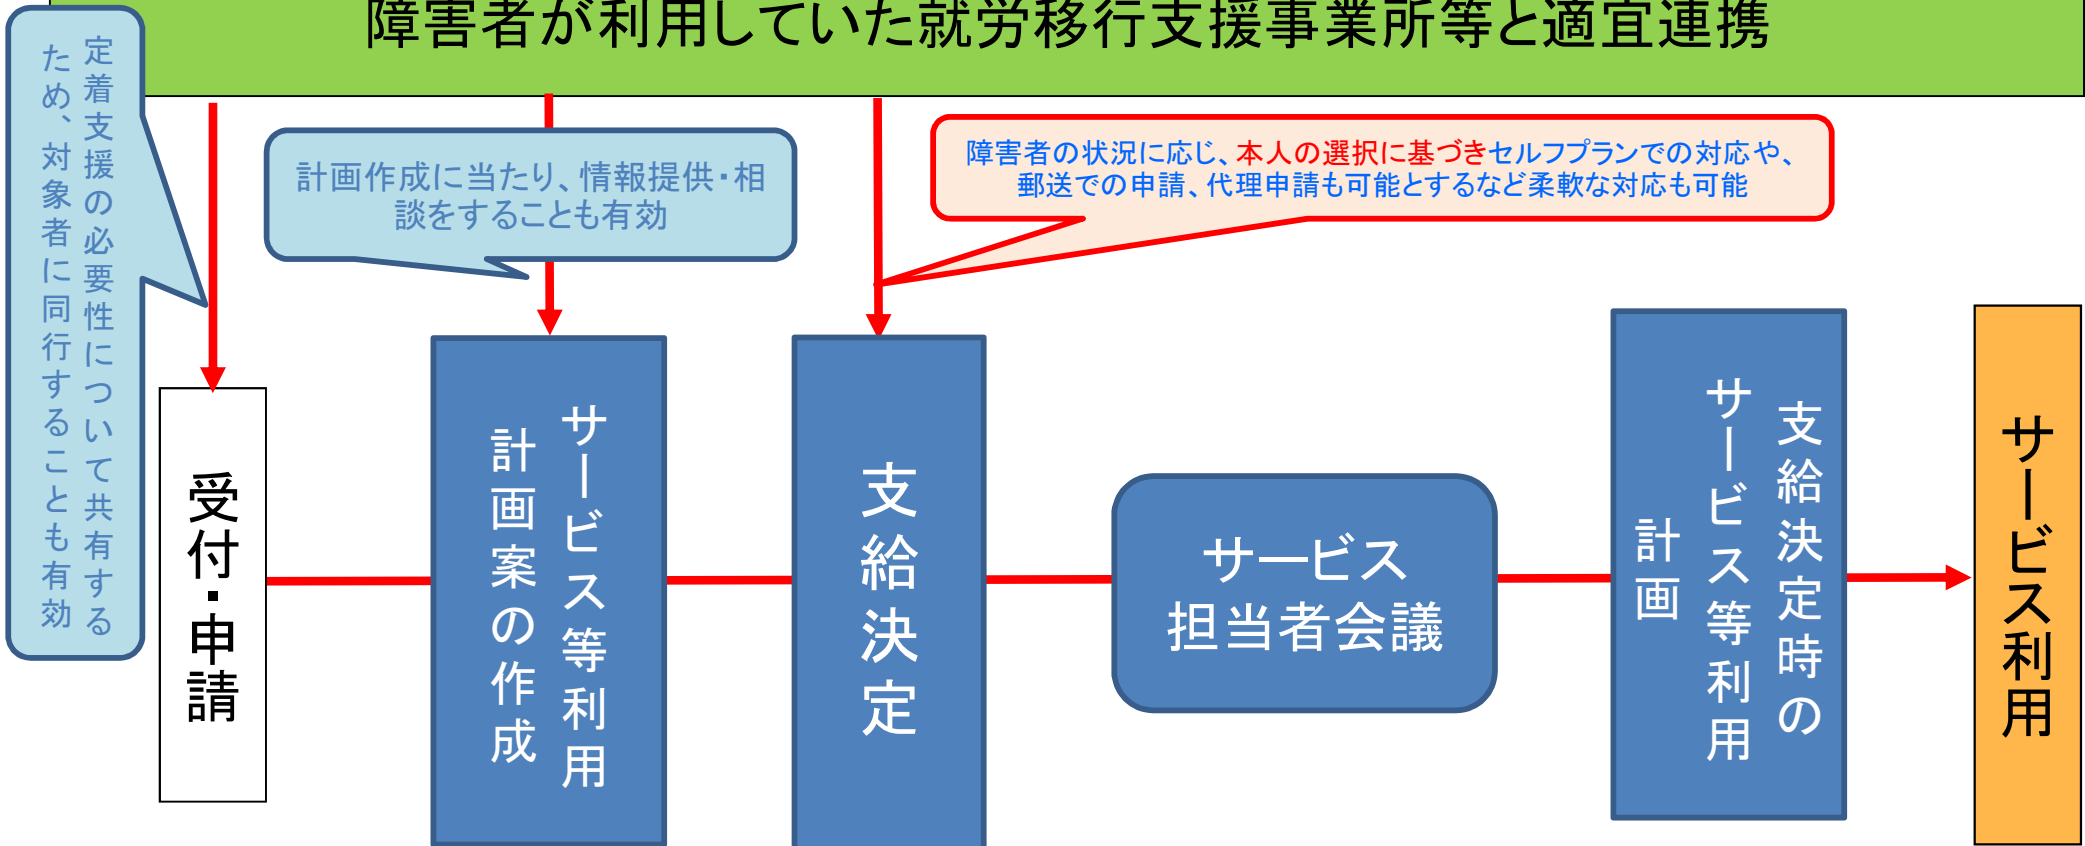 障害者が利用していた就労移行支援事業所等と適宜連携
定着支援の必要性について共有する
ため、対象者に同行することも有効
計画作成に当たり、情報提供・相
談をすることも有効
障害者の状況に応じ、本人の選択に基づきセルフプランでの対応や、
郵送での申請、代理申請も可能とするなど柔軟な対応も可能
受付・申請
サービス等利用
計画案の作成
支給決定
サービス
担当者会議
支給決定時の
サービス等利用
計画
サービス利用